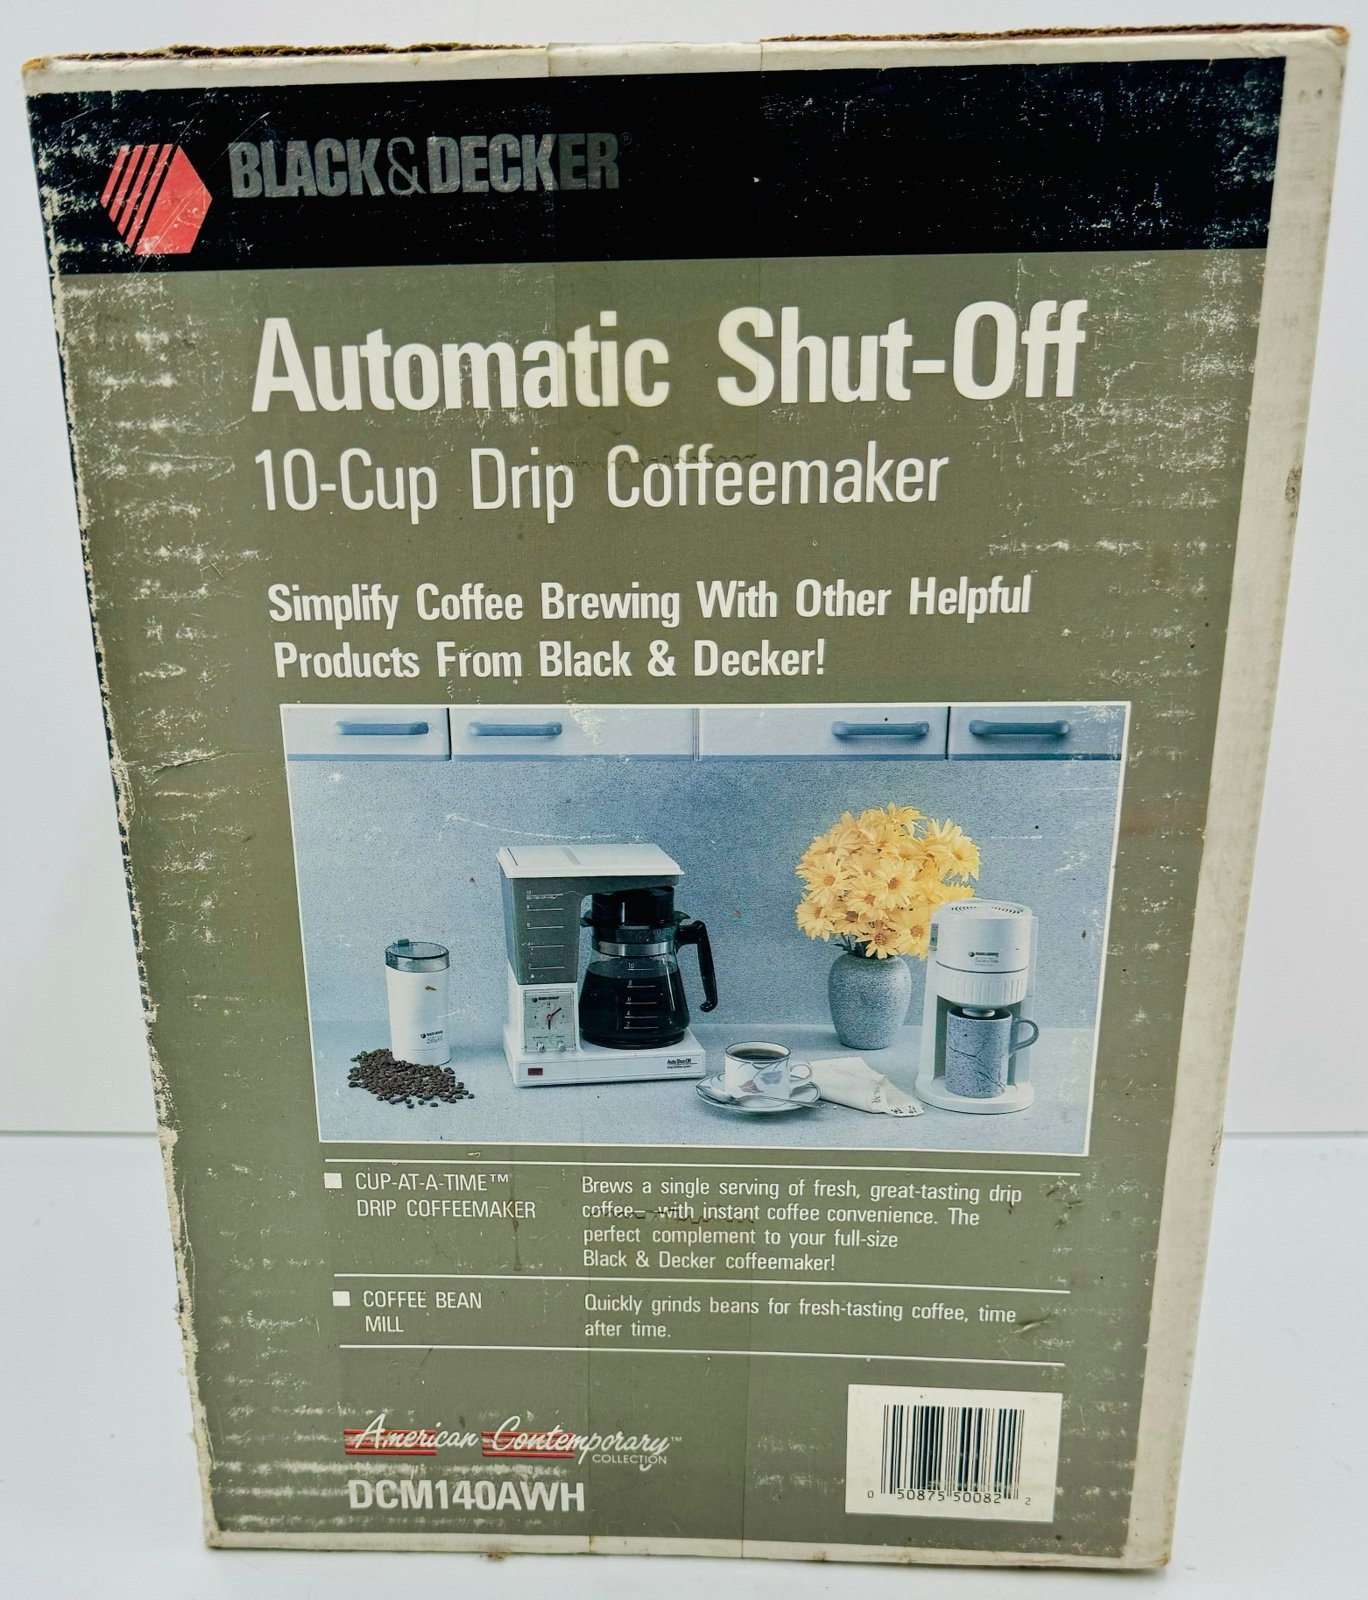 BLACK&DECKER®
Automatic Shut-Off
10-Cup Drip Coffeemaker
Simplify Coffee Brewing With Other Helpful
Products From Black & Decker!
Auto Shut Off
■ CUP-AT-A-TIME™
DRIP COFFEEMAKER
Brews a single serving of fresh, great-tasting drip
coffee– with instant coffee convenience. The
perfect complement to your full-size
Black & Decker coffeemaker!
■ COFFEE BEAN
MILL
Quickly grinds beans for fresh-tasting coffee, time
after time.
American Contemporary™
COLLECTION
DCM140AWH
0 50875 50082 2